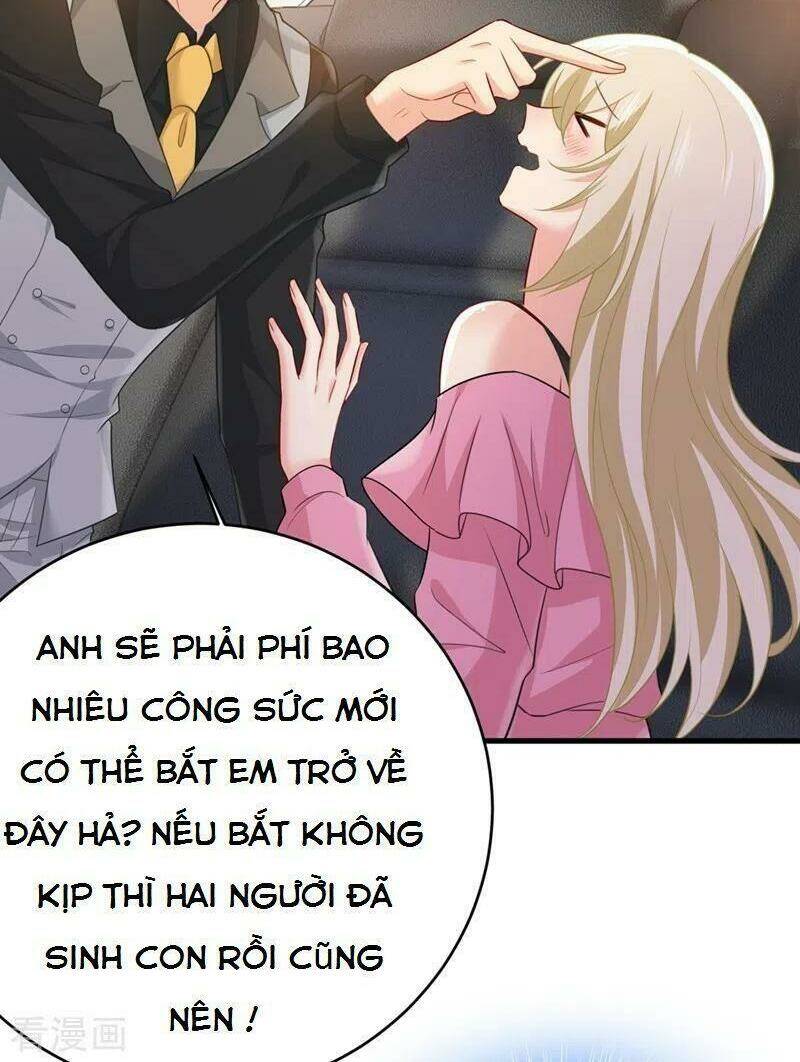 ANH SẼ PHẢI PHÍ BAO
NHIÊU CÔNG SỨC MỚI
CÓ THỂ BẮT EM TRỞ VỀ
ĐÂY HẢ? NẾU BẮT KHÔNG
KỊP THÌ HAI NGƯỜI ĐÃ
SINH CON RỒI CŨNG
NÊN !
看漫画